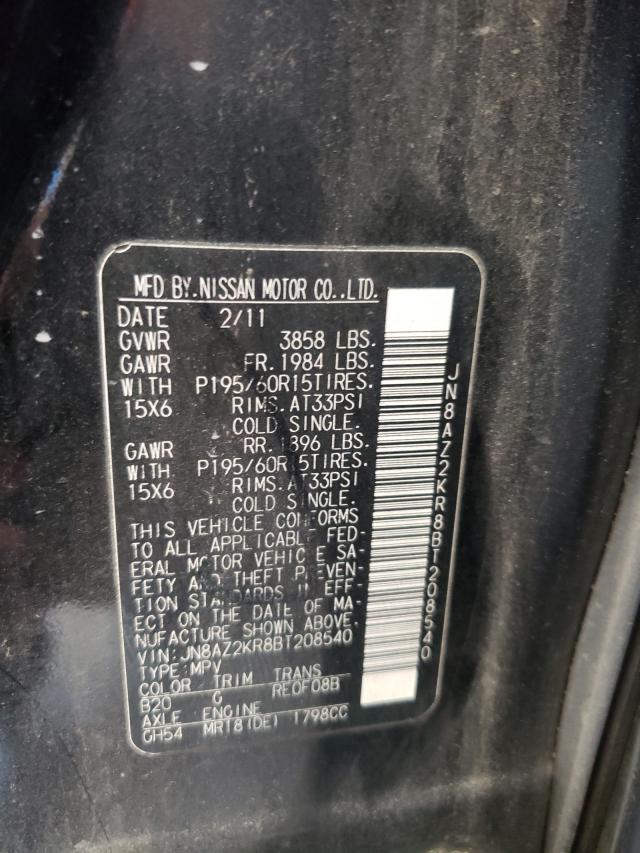 MFD BY.NISSAN MOTOR CO.,LTD.
DATE 2/11
GVWR 3858 LBS.
GAWR FR. 1984 LBS.
WITH P195/60R15TIRES.
15X6 RIMS.AT33PSI
COLD SINGLE.
GAWR RR. 1896 LBS.
WITH P195/60R15TIRES.
15X6 RIMS.AT33PSI
COLD SINGLE.
THIS VEHICLE CONFORMS
TO ALL APPLICABLE FED-
ERAL MOTOR VEHICLE SA-
FETY AND THEFT PREVEN-
TION STANDARDS IN EFF-
ECT ON THE DATE OF MA-
NUFACTURE SHOWN ABOVE.
VIN:JN8AZ2KR8BT208540
TYPE:MPV
COLOR TRIM TRANS
B20 G RE0F08B
AXLE ENGINE
CH54 MRT8(DE) 1798CC
JN8AZ2KR8BT208540